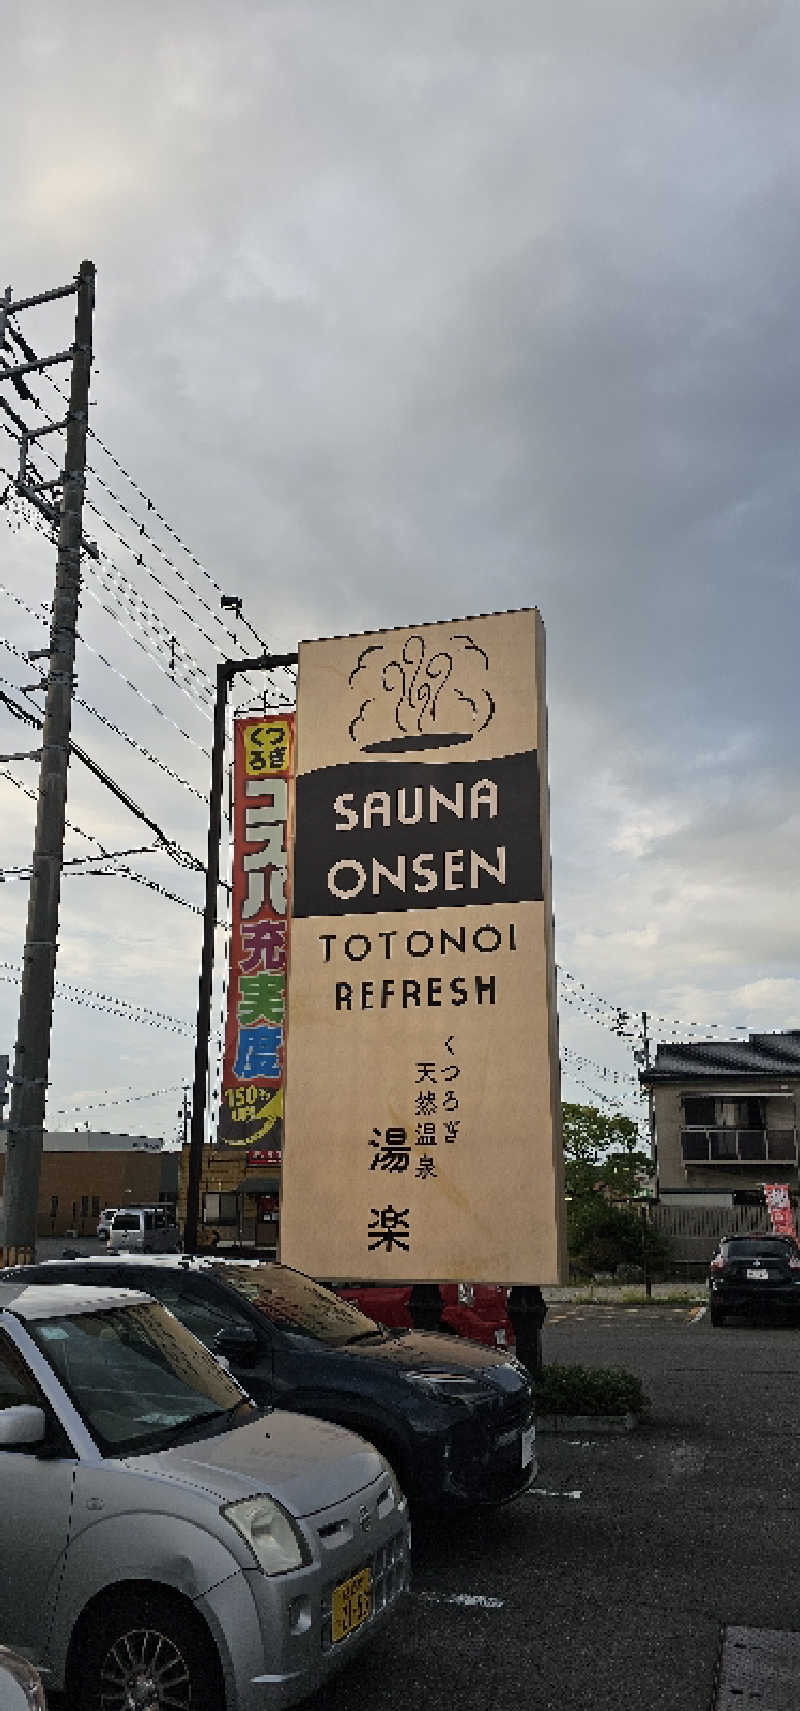 SAUNA
ONSEN
TOTONOI
REFRESH
くつろぎ
天然温泉
湯楽
くつろぎ
コスパ充実度
150%
UP!